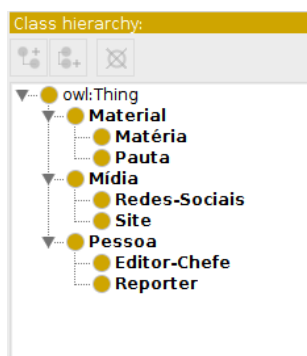 Class hierarchy:
owl:Thing
Material
Matéria
Pauta
Mídia
Redes-Sociais
Site
Pessoa
Editor-Chefe
Reporter